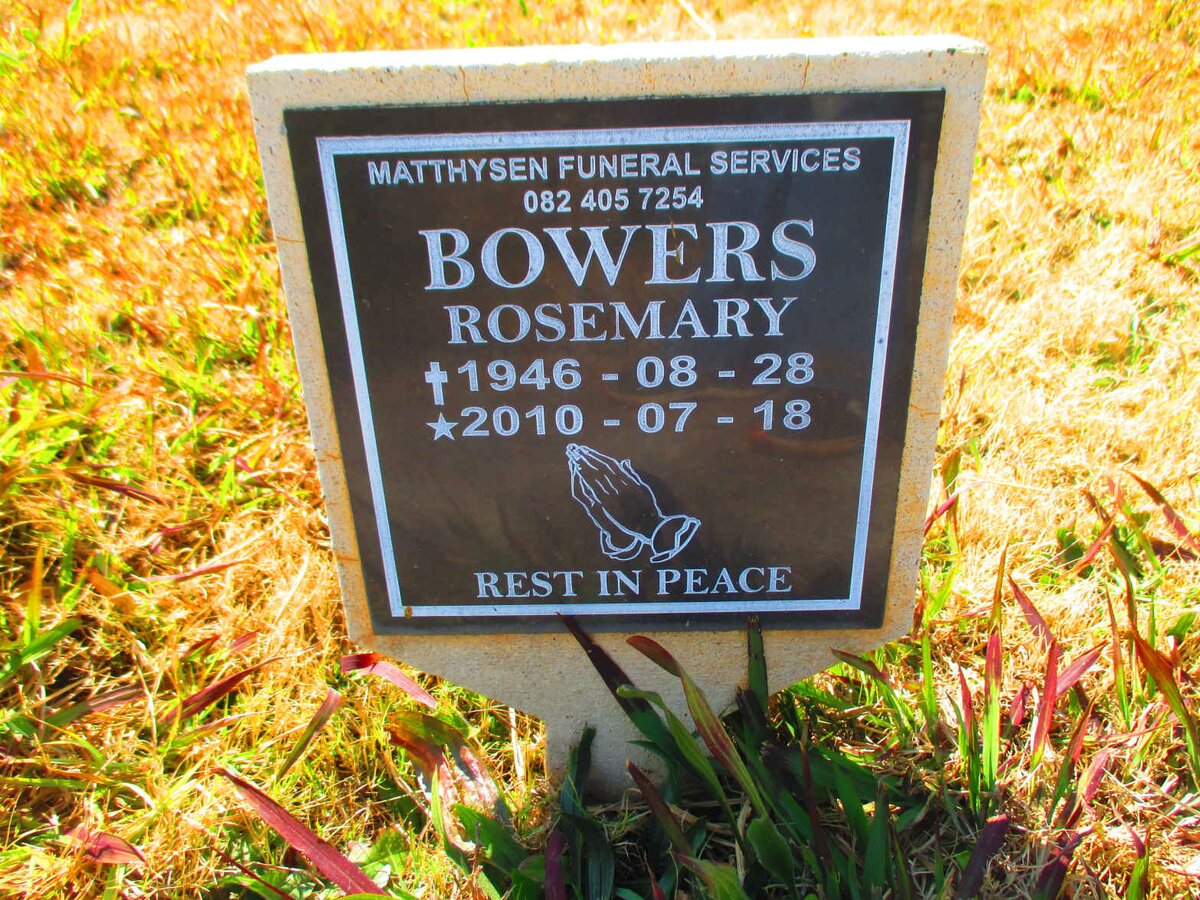 MATTHYSEN FUNERAL SERVICES
082 405 7254
BOWERS
ROSEMARY
✝1946 - 08 - 28
★2010 - 07 - 18
REST IN PEACE